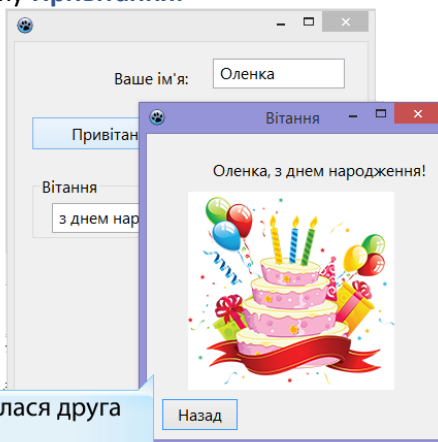 Привітання.
Ваше ім'я: Оленка
Привітан
Вітання
з днем нар
Вітання
Оленка, з днем народження!
Назад
лася друга